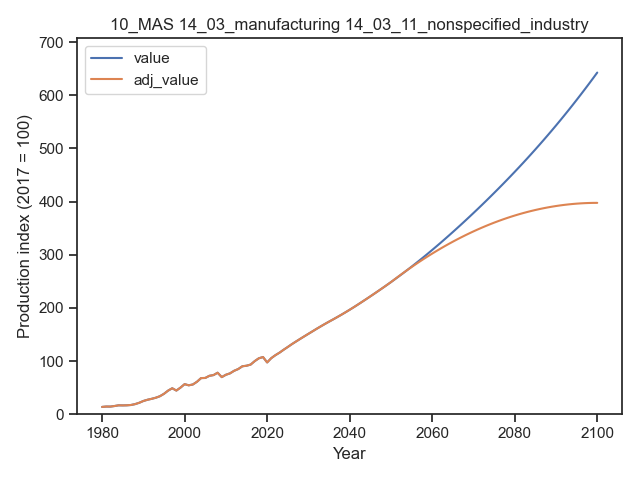 10_MAS 14_03_manufacturing 14_03_11_nonspecified_industry
value
adj_value
Production index (2017 = 100)
700
600
500
400
300
200
100
0
1980 2000 2020 2040 2060 2080 2100
Year